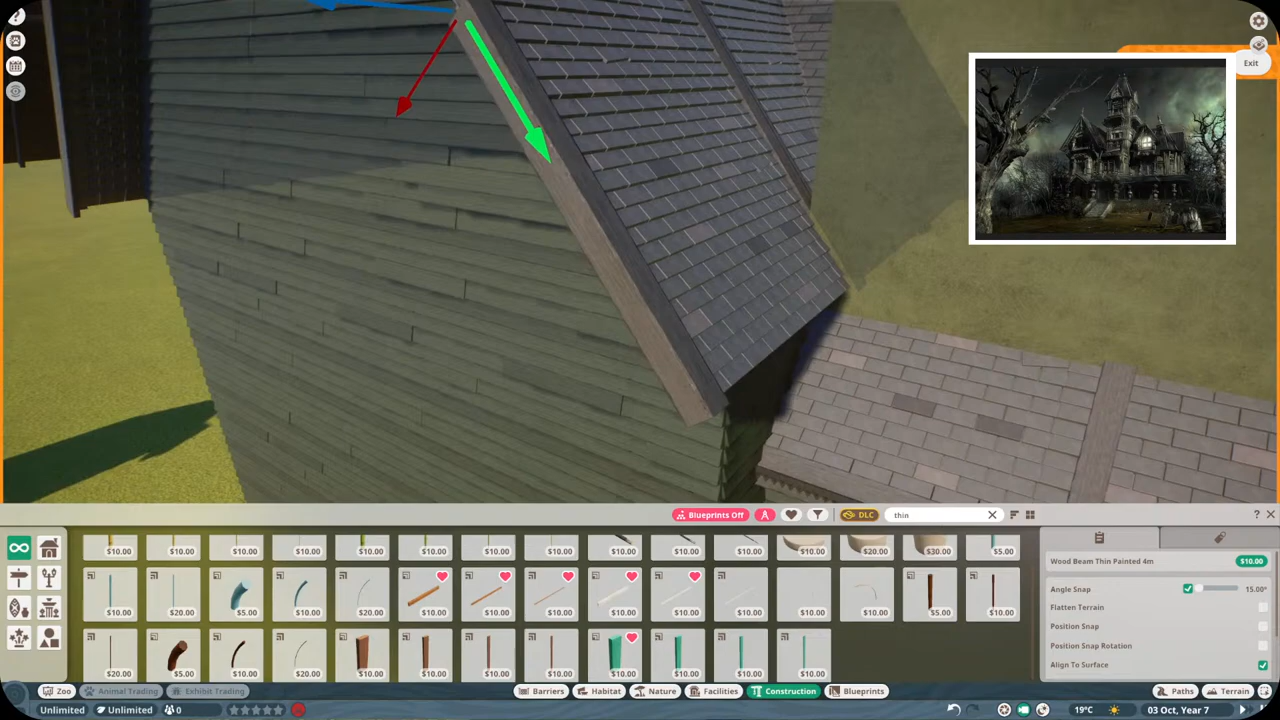 Exit
Blueprints Off
DLC
thin
?
$10.00 $10.00 $10.00 $10.00 $10.00 $10.00 $10.00 $10.00 $10.00 $10.00 $10.00 $10.00 $20.00 $30.00 $5.00
$10.00 $20.00 $5.00 $10.00 $20.00 $10.00 $10.00 $10.00 $10.00 $10.00 $10.00 $10.00 $10.00 $5.00 $10.00
$20.00 $5.00 $10.00 $20.00 $10.00 $10.00 $10.00 $10.00 $10.00 $10.00 $10.00 $10.00
Wood Beam Thin Painted 4m $10.00
Angle Snap 15.00°
Flatten Terrain
Position Snap
Position Snap Rotation
Align To Surface
Zoo Animal Trading Exhibit Trading Barriers Habitat Nature Facilities Construction Blueprints Paths Terrain
Unlimited Unlimited 0 19°C 03 Oct, Year 7